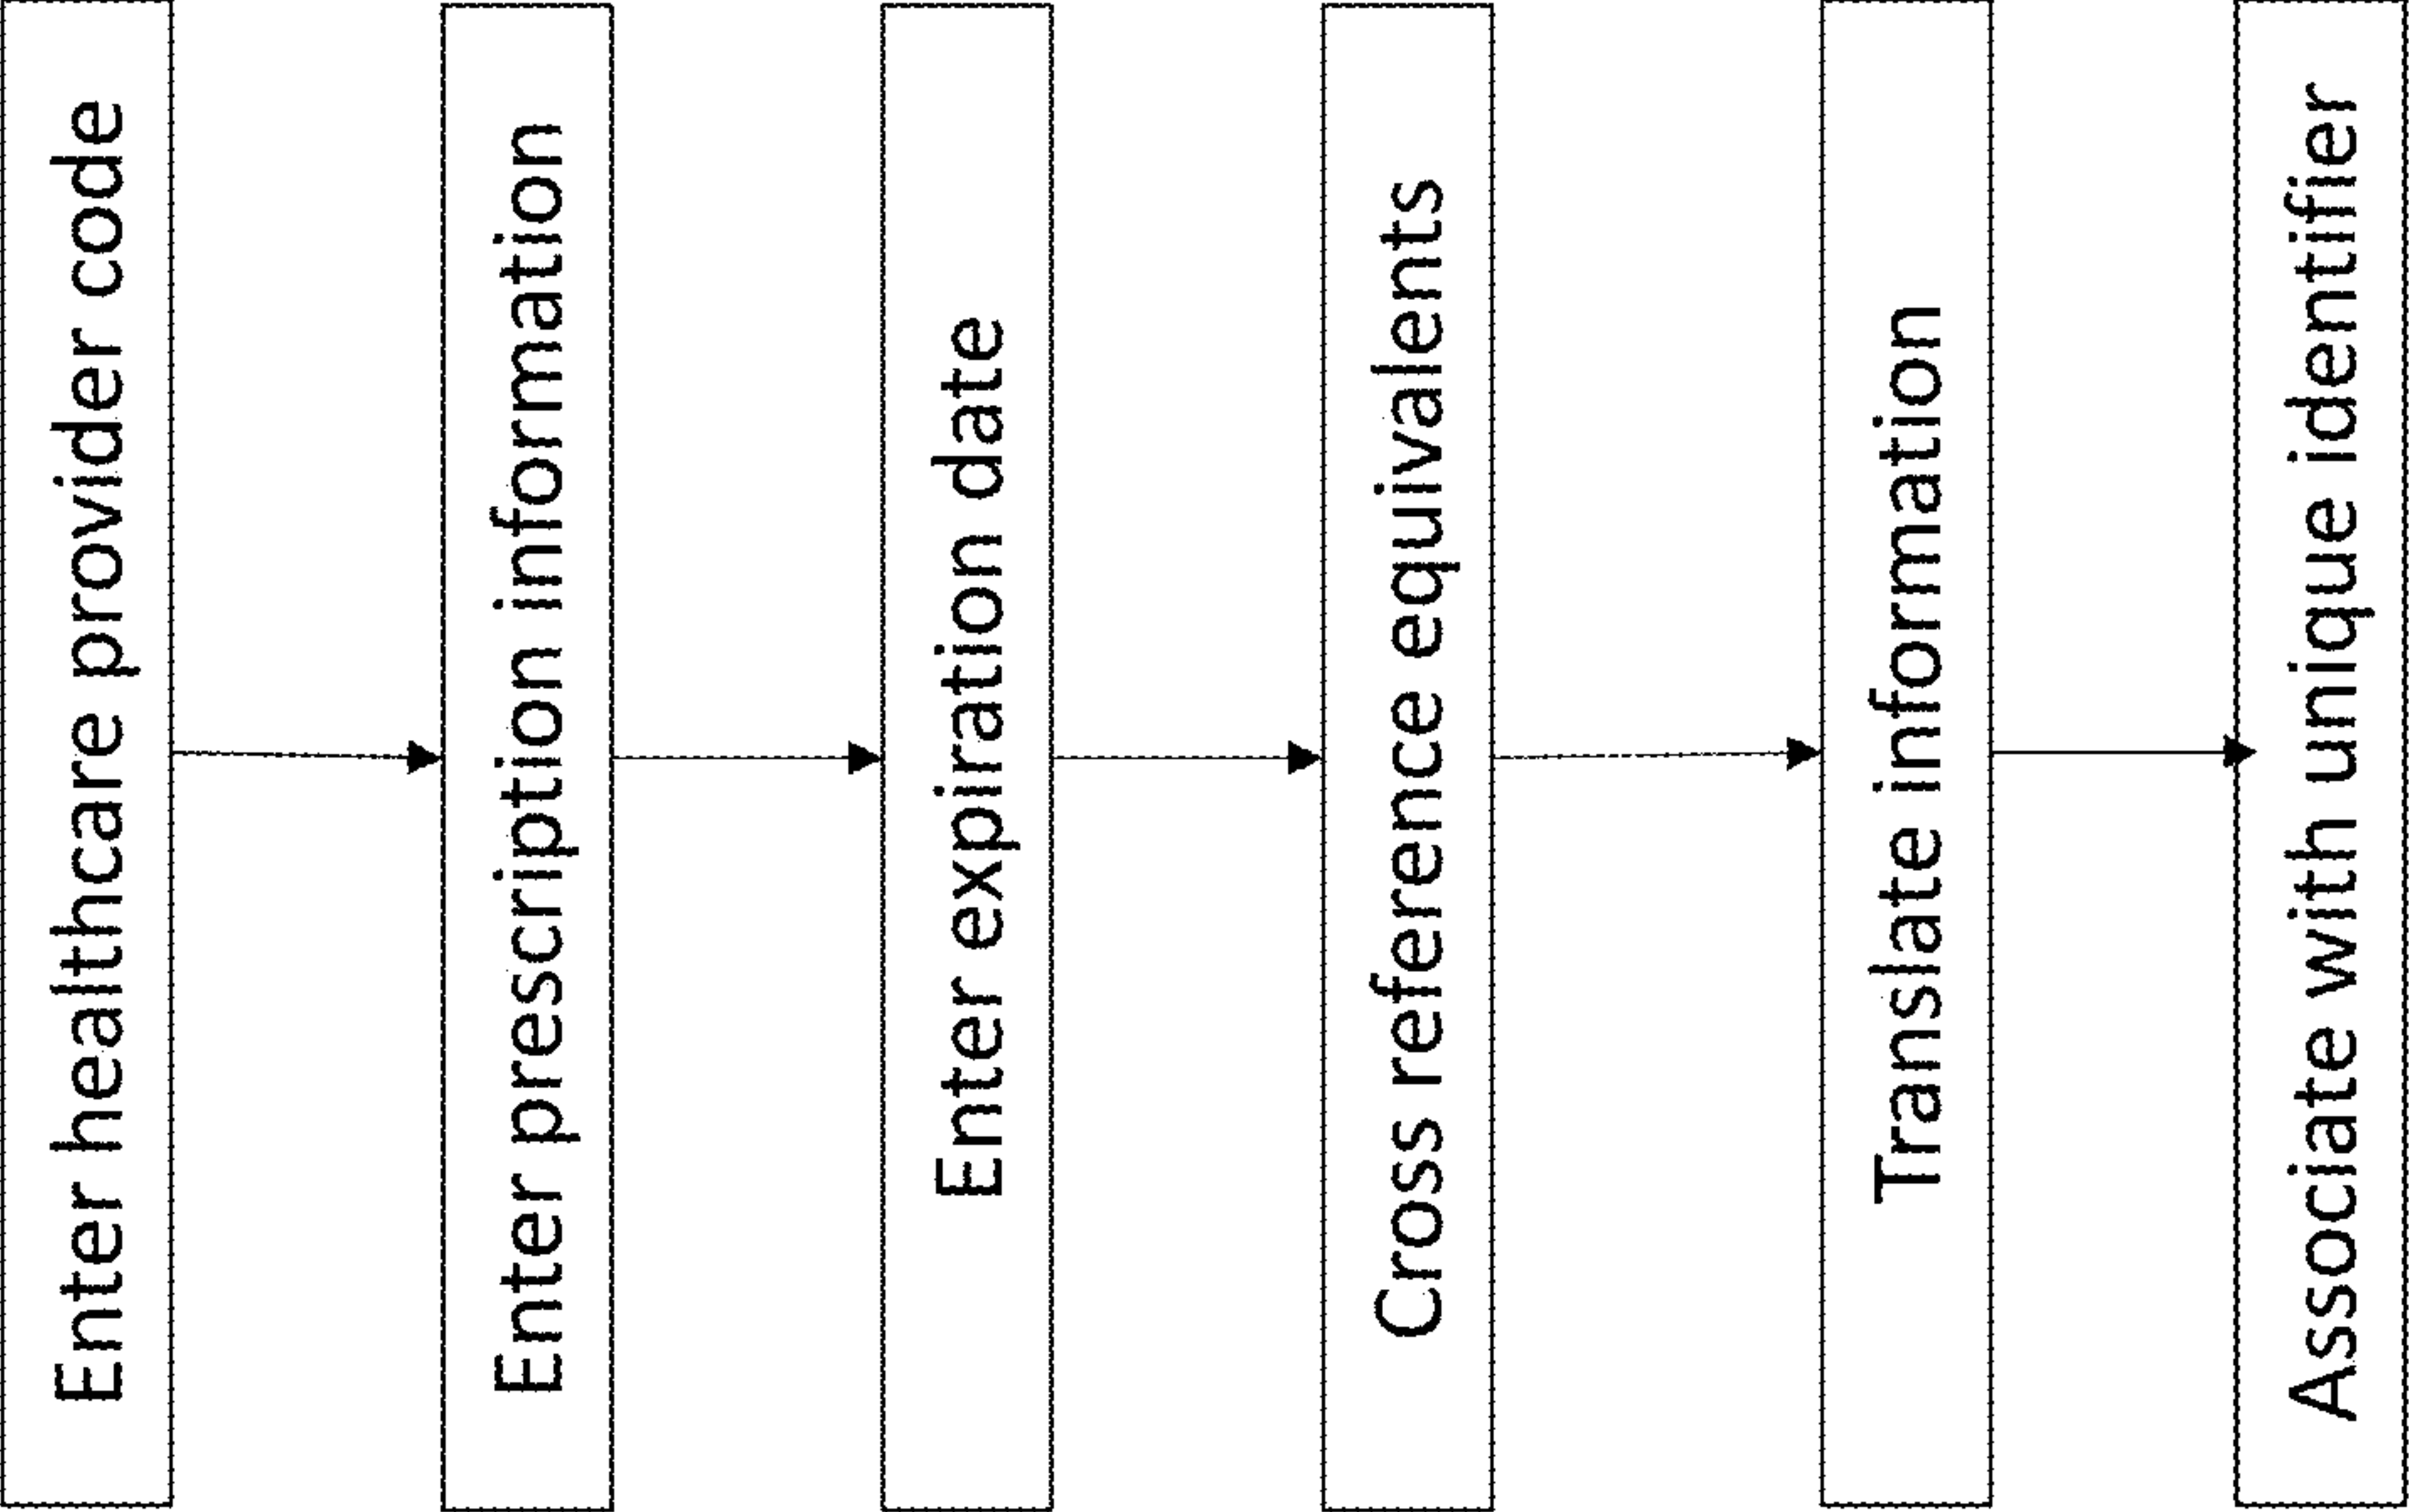 Enter healthcare provider code
Enter prescription information
Enter expiration date
Cross reference equivalents
Translate information
Associate with unique identifier